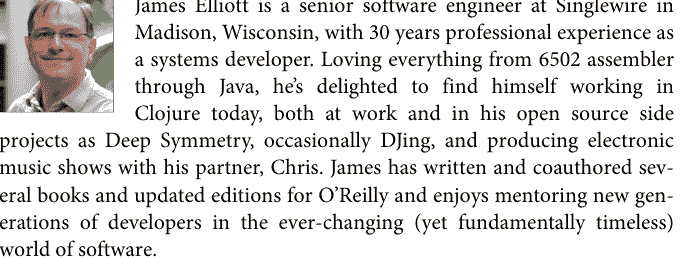 James Elliott is a senior software engineer at Singlewire in
Madison, Wisconsin, with 30 years professional experience as
a systems developer. Loving everything from 6502 assembler
through Java, he’s delighted to find himself working in
Clojure today, both at work and in his open source side
projects as Deep Symmetry, occasionally DJing, and producing electronic
music shows with his partner, Chris. James has written and coauthored sev-
eral books and updated editions for O’Reilly and enjoys mentoring new gen-
erations of developers in the ever-changing (yet fundamentally timeless)
world of software.